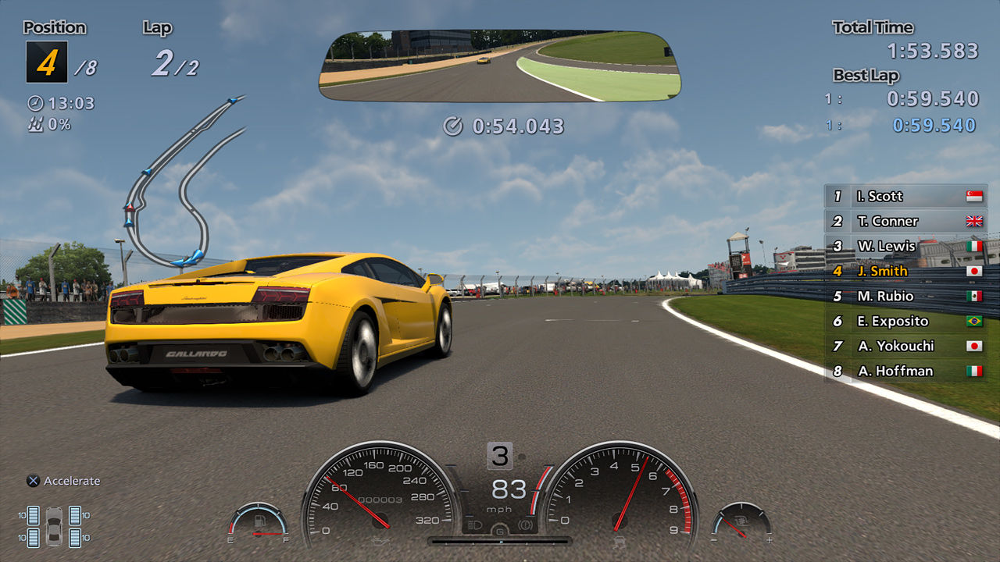 Position
Lap
4 /8
2 /2
13:03
0%
0:54.043
Total Time
1:53.583
Best Lap
1 : 0:59.540
1 : 0:59.540
1 I. Scott
2 T. Conner
3 W. Lewis
4 J. Smith
5 M. Rubio
6 E. Exposito
7 A. Yokouchi
8 A. Hoffman
GALLARDO
Accelerate
10 10
10 10
E F
0 40 80 120 160 200 240 280 320
000003
3
83
mph
G
0 1 2 3 4 5 6 7 8 9
− +